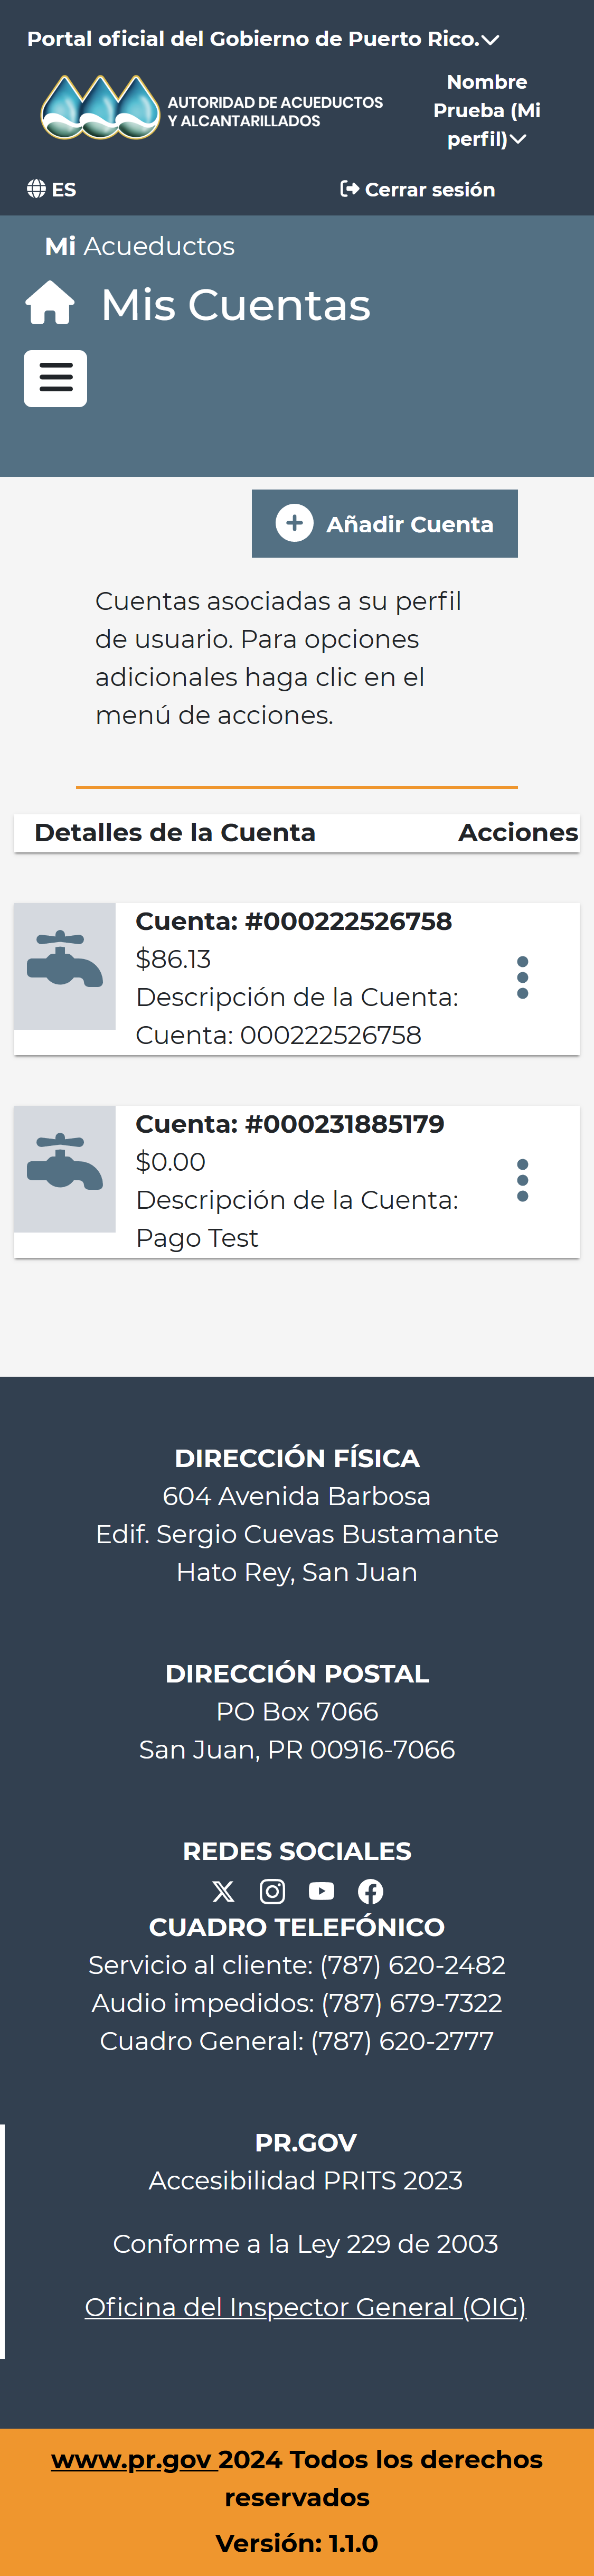 Portal oficial del Gobierno de Puerto Rico.
AUTORIDAD DE ACUEDUCTOS
Y ALCANTARILLADOS
Nombre
Prueba (Mi
perfil)
ES
Cerrar sesión
Mi Acueductos
Mis Cuentas
Añadir Cuenta
Cuentas asociadas a su perfil
de usuario. Para opciones
adicionales haga clic en el
menú de acciones.
Detalles de la Cuenta Acciones
Cuenta: #000222526758
$86.13
Descripción de la Cuenta:
Cuenta: 000222526758
Cuenta: #000231885179
$0.00
Descripción de la Cuenta:
Pago Test
DIRECCIÓN FÍSICA
604 Avenida Barbosa
Edif. Sergio Cuevas Bustamante
Hato Rey, San Juan
DIRECCIÓN POSTAL
PO Box 7066
San Juan, PR 00916-7066
REDES SOCIALES
CUADRO TELEFÓNICO
Servicio al cliente: (787) 620-2482
Audio impedidos: (787) 679-7322
Cuadro General: (787) 620-2777
PR.GOV
Accesibilidad PRITS 2023
Conforme a la Ley 229 de 2003
Oficina del Inspector General (OIG)
www.pr.gov 2024 Todos los derechos
reservados
Versión: 1.1.0